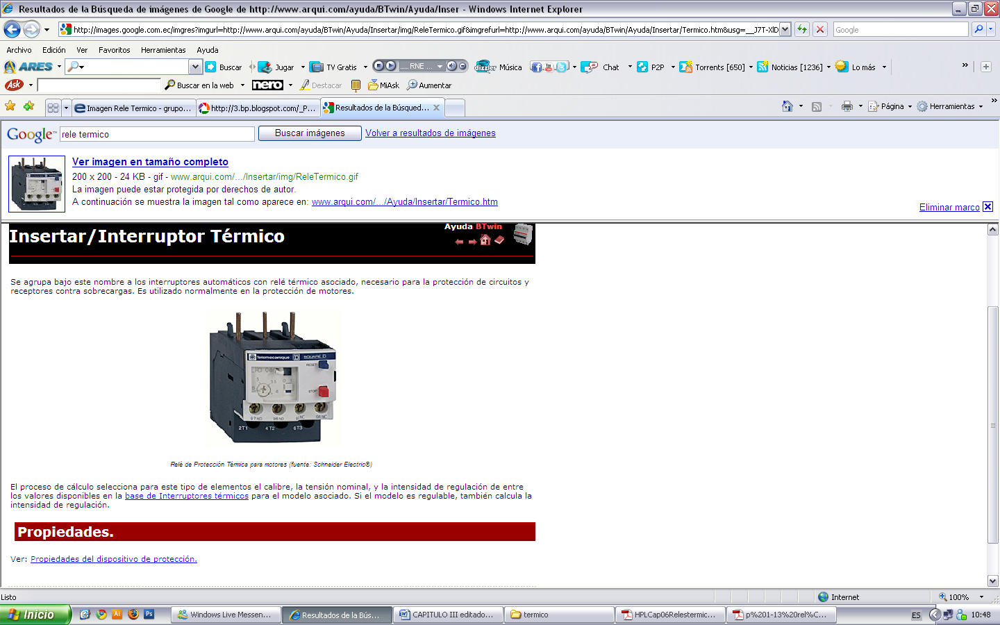 Resultados de la Búsqueda de imágenes de Google de http://www.arqui.com/ayuda/BTwin/Ayuda/Inser - Windows Internet Explorer
http://images.google.com.ec/imgres?imgurl=http://www.arqui.com/ayuda/BTwin/Ayuda/Insertar/img/ReleTermico.gif&imgrefurl=http://www.arqui.com/ayuda/BTwin/Ayuda/Insertar/Termico.htm&usg=__J7T-XlD
Google
Archivo Edición Ver Favoritos Herramientas Ayuda
ARES Buscar Jugar TV Gratis ..... RNE ... dizzler Música Chat P2P Torrents [650] Noticias [1236] Lo más »
Ask Buscar en la web nero Destacar MiAsk Aumentar
Imagen Rele Termico - grupo... http://3.bp.blogspot.com/_P... Resultados de la Búsqued... Página Herramientas »
Google™ rele termico Buscar imágenes Volver a resultados de imágenes
Ver imagen en tamaño completo
200 x 200 - 24 KB - gif - www.arqui.com/.../Insertar/img/ReleTermico.gif
La imagen puede estar protegida por derechos de autor.
A continuación se muestra la imagen tal como aparece en: www.arqui.com/.../Ayuda/Insertar/Termico.htm
Eliminar marco
Ayuda BTwin
Insertar/Interruptor Térmico
Se agrupa bajo este nombre a los interruptores automáticos con relé térmico asociado, necesario para la protección de circuitos y
receptores contra sobrecargas. Es utilizado normalmente en la protección de motores.
Telemecanique SQUARE D
RESET
STOP
2T1 4T2 6T3
Relé de Protección Térmica para motores (fuente: Schneider Electric®)
El proceso de cálculo selecciona para este tipo de elementos el calibre, la tensión nominal, y la intensidad de regulación de entre
los valores disponibles en la base de Interruptores térmicos para el modelo asociado. Si el modelo es regulable, también calcula la
intensidad de regulación.
Propiedades.
Ver: Propiedades del dispositivo de protección.
Listo Internet 100%
Inicio Ai Ps Windows Live Messen... Resultados de la Bús... CAPITULO III editado... termico HPLCap06Relestermic... p%201-13%20rel%C... ES 10:48